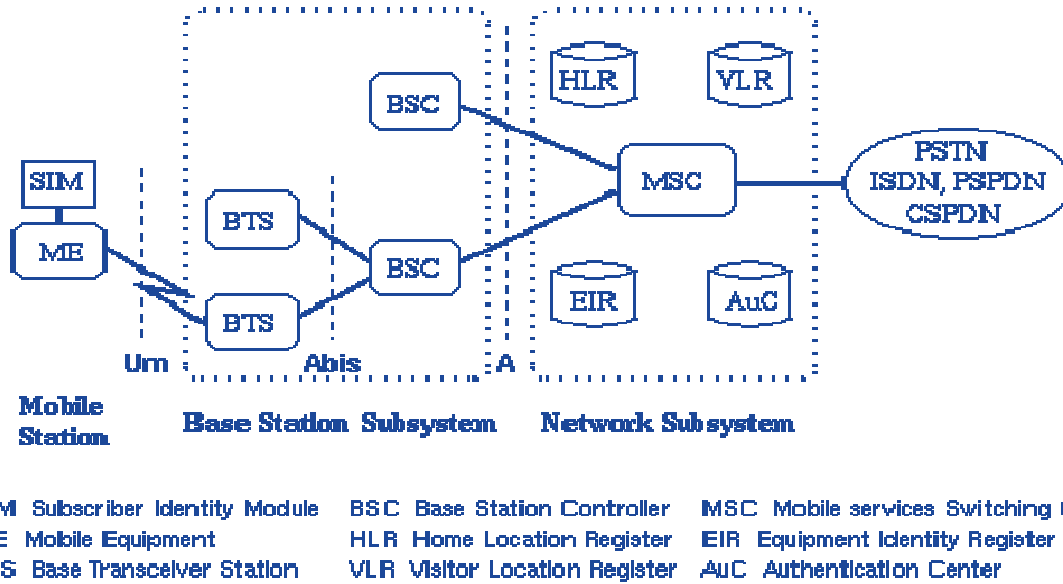 HLR
VLR
BSC
PSTN
ISDN, PSPDN
CSPDN
SIM
MSC
ME
BTS
BSC
BTS
EIR
AuC
Um
Abis
A
Mobile
Station
Base Station Subsystem
Network Subsystem
M Subscriber Identity Module BSC Base Station Controller MSC Mobile services Switching
E Mobile Equipment HLR Home Location Register EIR Equipment Identity Register
S Base Transceiver Station VLR Visitor Location Register AuC Authentication Center